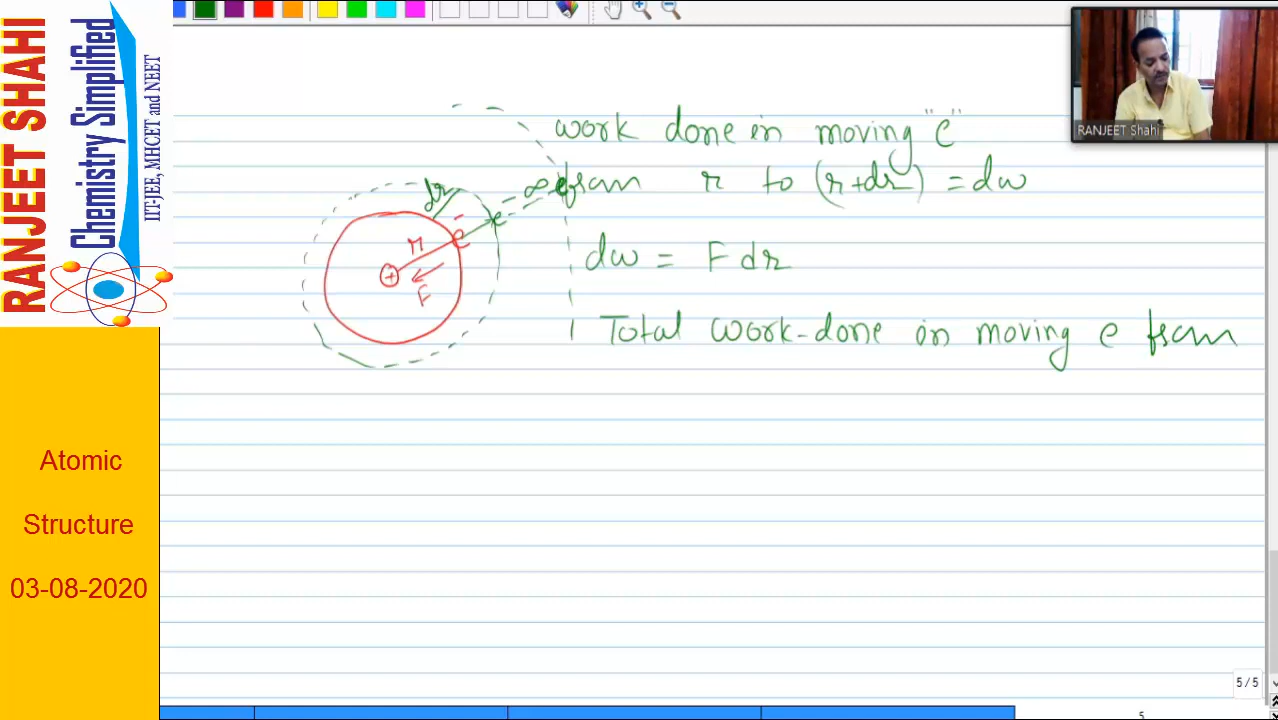 RANJEET SHAHI
Chemistry Simplified
IIT-JEE, MHCET and NEET
Atomic
Structure
03-08-2020
RANJEET Shahi
work done in moving "e"
from r to (r+dr) = dw
dw = F dr
Total work-done in moving e from
dr
∞
e
r
e⁻
+
F
5/5
5